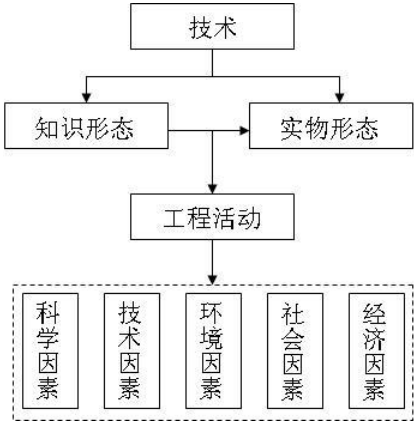 技术
知识形态
实物形态
工程活动
科学因素
技术因素
环境因素
社会因素
经济因素